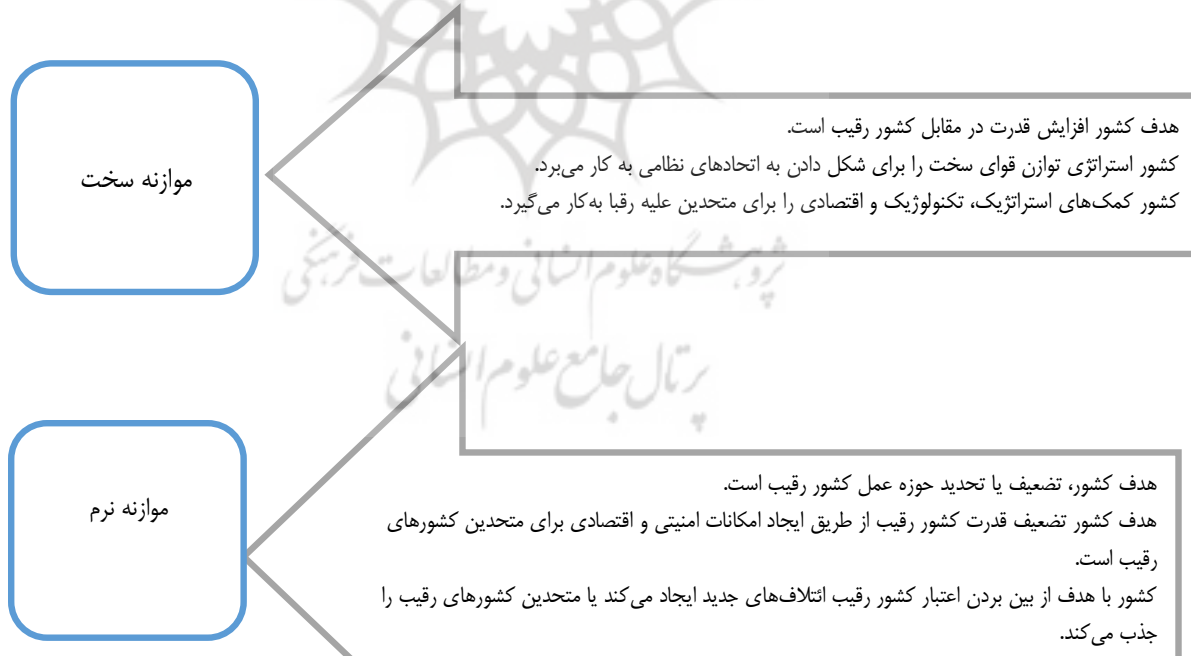 موازنه سخت
هدف کشور افزایش قدرت در مقابل کشور رقیب است.
کشور استراتژی توازن قوای سخت را برای شکل دادن به اتحادهای نظامی به کار می‌برد.
کشور کمک‌های استراتژیک، تکنولوژیک و اقتصادی را برای متحدین علیه رقبا به‌کار می‌گیرد.
پژوهشگاه علوم انسانی و مطالعات فرهنگی
پرتال جامع علوم انسانی
موازنه نرم
هدف کشور، تضعیف یا تحدید حوزه عمل کشور رقیب است.
هدف کشور تضعیف قدرت کشور رقیب از طریق ایجاد امکانات امنیتی و اقتصادی برای متحدین کشورهای
رقیب است.
کشور با هدف از بین بردن اعتبار کشور رقیب ائتلاف‌های جدید ایجاد می‌کند یا متحدین کشورهای رقیب را
جذب می‌کند.